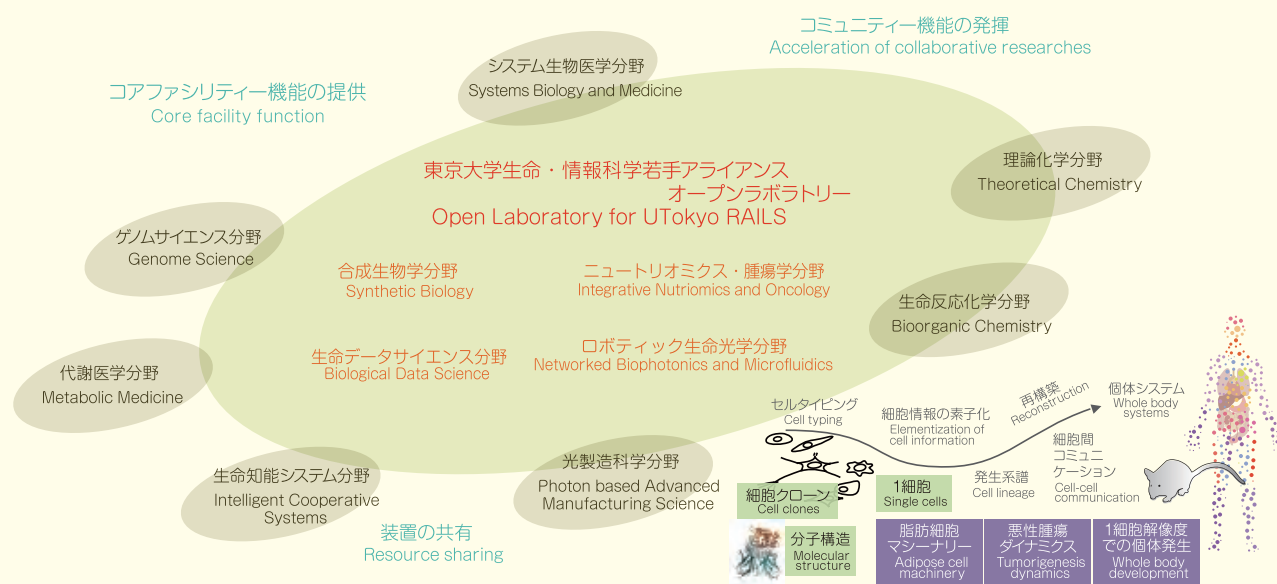 コミュニティー機能の発揮
Acceleration of collaborative researches
システム生物医学分野
Systems Biology and Medicine
コアファシリティー機能の提供
Core facility function
東京大学生命・情報科学若手アライアンス
オープンラボラトリー
Open Laboratory for UTokyo RAILS
理論化学分野
Theoretical Chemistry
ゲノムサイエンス分野
Genome Science
合成生物学分野
Synthetic Biology
ニュートリオミクス・腫瘍学分野
Integrative Nutriomics and Oncology
生命反応化学分野
Bioorganic Chemistry
生命データサイエンス分野
Biological Data Science
ロボティック生命光学分野
Networked Biophotonics and Microfluidics
代謝医学分野
Metabolic Medicine
生命知能システム分野
Intelligent Cooperative
Systems
光製造科学分野
Photon based Advanced
Manufacturing Science
装置の共有
Resource sharing
セルタイピング
Cell typing
細胞情報の素子化
Elementization of
cell information
再構築
Reconstruction
個体システム
Whole body
systems
発生系譜
Cell lineage
細胞間
コミュニ
ケーション
Cell-cell
communication
細胞クローン
Cell clones
1細胞
Single cells
分子構造
Molecular
structure
脂肪細胞
マシーナリー
Adipose cell
machinery
悪性腫瘍
ダイナミクス
Tumorigenesis
dynamics
1細胞解像度
での個体発生
Whole body
development